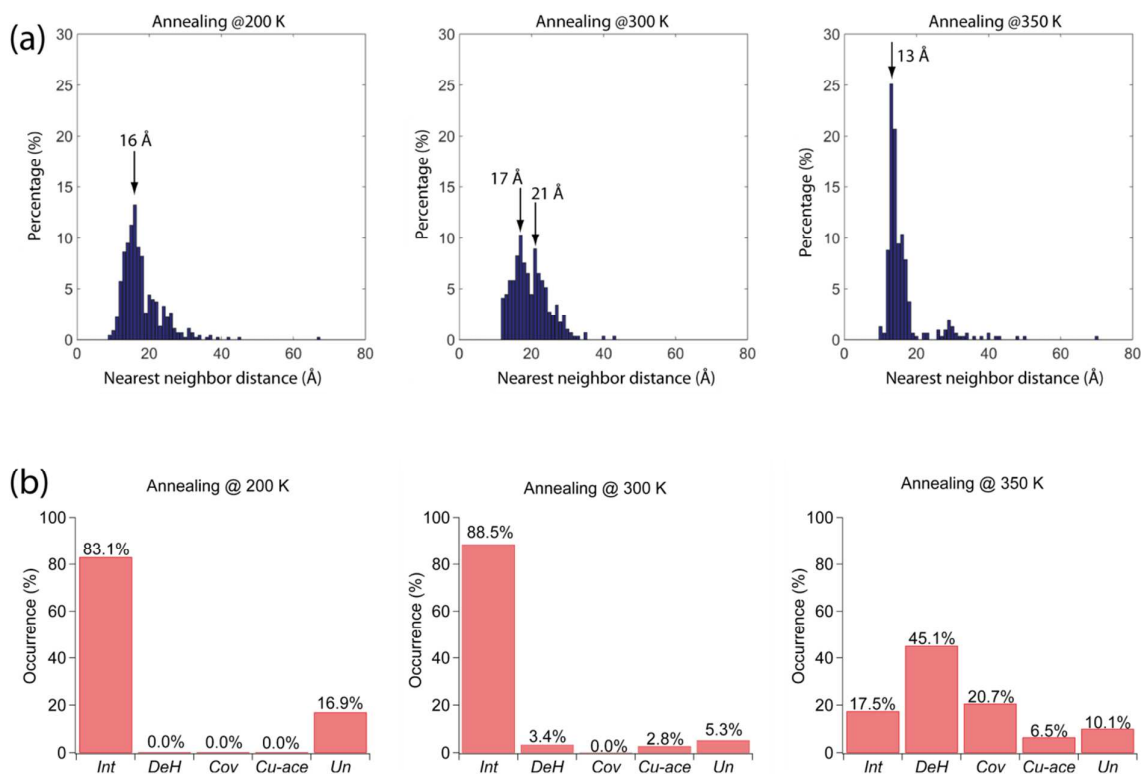 (a)
Annealing @200 K
Percentage (%)
30
25
20
15
10
5
0
16 Å
0 20 40 60 80
Nearest neighbor distance (Å)
Annealing @300 K
Percentage (%)
30
25
20
15
10
5
0
17 Å
21 Å
0 20 40 60 80
Nearest neighbor distance (Å)
Annealing @350 K
Percentage (%)
30
25
20
15
10
5
0
13 Å
0 20 40 60 80
Nearest neighbor distance (Å)
(b)
Annealing @ 200 K
Occurrence (%)
100
80
60
40
20
0
83.1%
0.0%
0.0%
0.0%
16.9%
Int DeH Cov Cu-ace Un
Annealing @ 300 K
Occurrence (%)
100
80
60
40
20
0
88.5%
3.4%
0.0%
2.8%
5.3%
Int DeH Cov Cu-ace Un
Annealing @ 350 K
Occurrence (%)
100
80
60
40
20
0
17.5%
45.1%
20.7%
6.5%
10.1%
Int DeH Cov Cu-ace Un